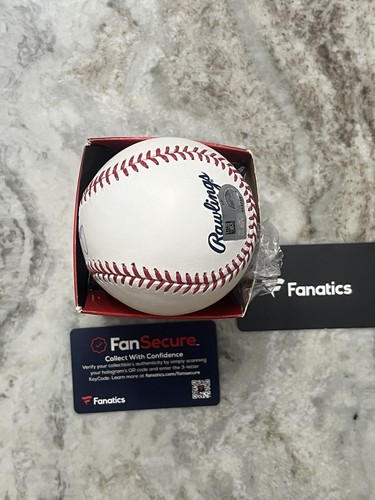 Rawlings
Fanatics
FanSecure
Collect With Confidence
Verify your collectible's authenticity by simply scanning
your hologram's QR code and enter the 3-letter
KeyCode. Learn more at fanatics.com/fansecure
Fanatics